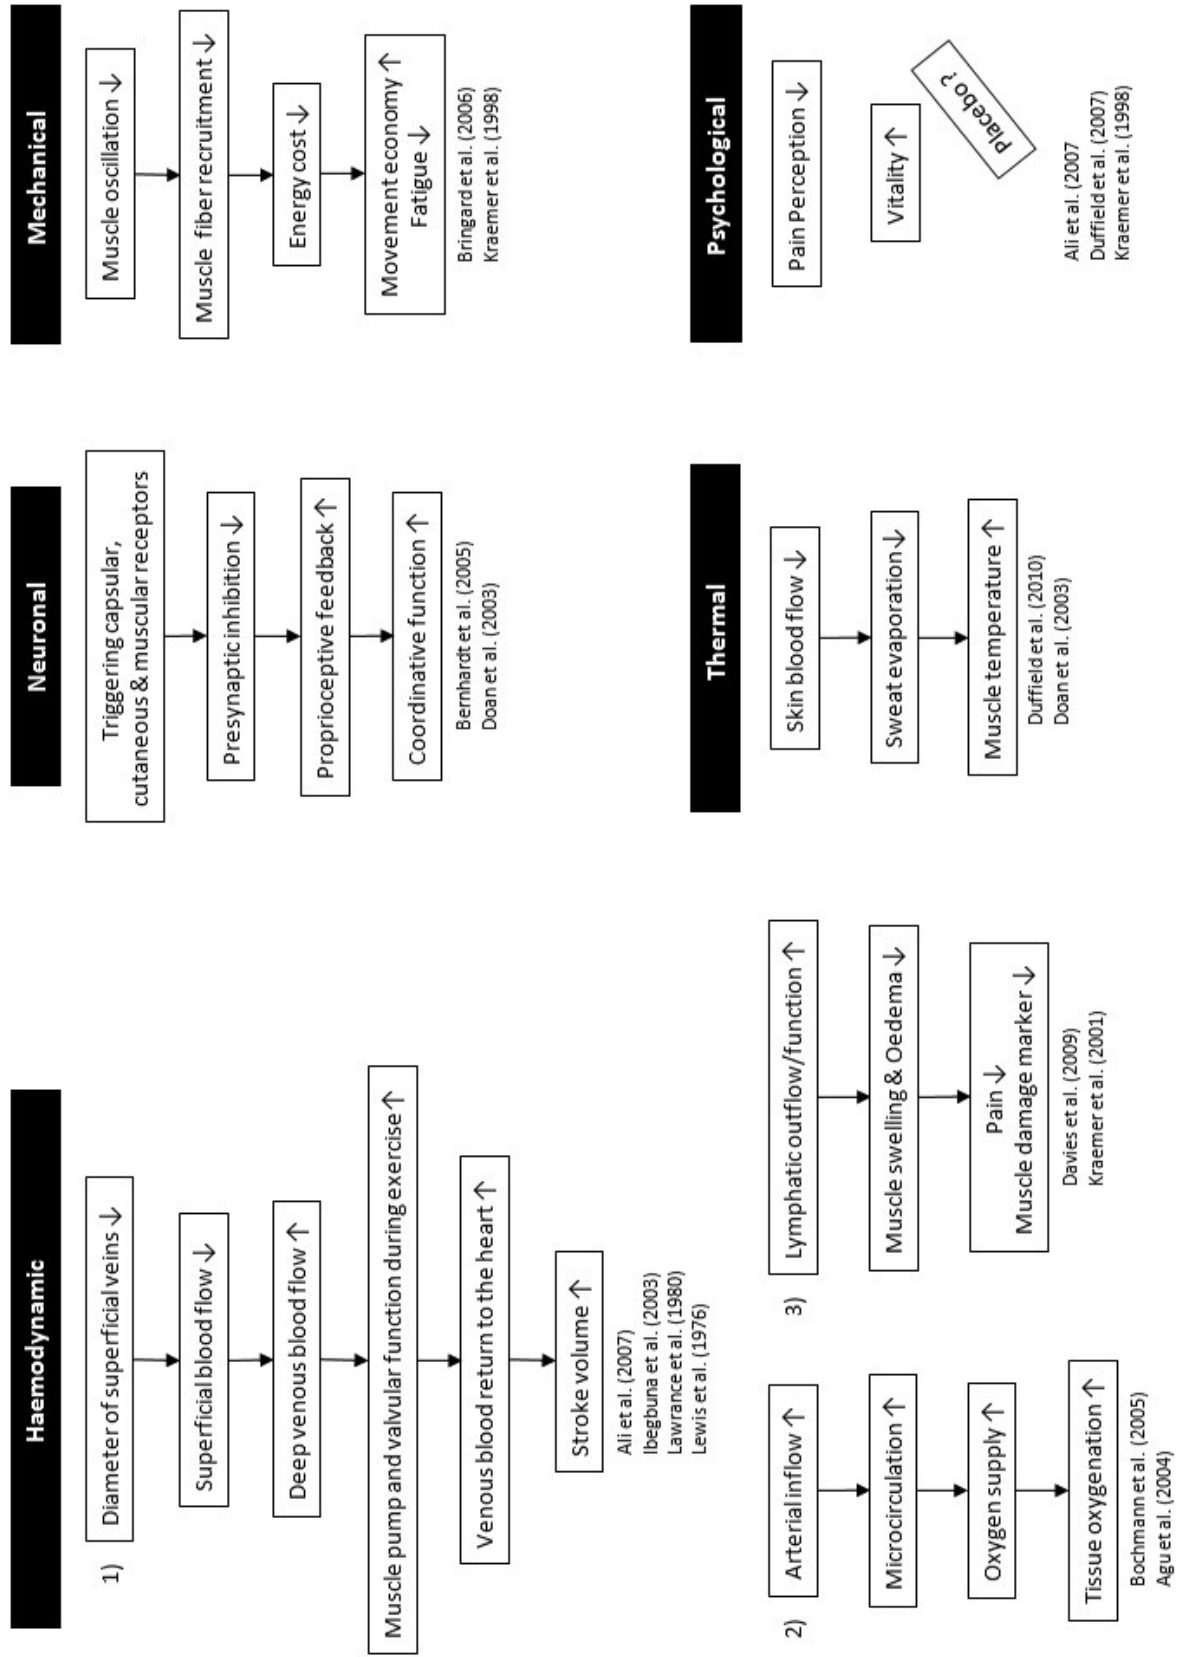 Haemodynamic
1)
Diameter of superficial veins ↓
Superficial blood flow ↓
Deep venous blood flow ↑
Muscle pump and valvular function during exercise ↑
Venous blood return to the heart ↑
Stroke volume ↑
Ali et al. (2007)
Ibegbuna et al. (2003)
Lawrance et al. (1980)
Lewis et al. (1976)
2)
Arterial inflow ↑
Microcirculation ↑
Oxygen supply ↑
Tissue oxygenation ↑
Bochmann et al. (2005)
Agu et al. (2004)
3)
Lymphatic outflow/function ↑
Muscle swelling & Oedema ↓
Pain ↓
Muscle damage marker ↓
Davies et al. (2009)
Kraemer et al. (2001)
Neuronal
Triggering capsular,
cutaneous & muscular receptors
Presynaptic inhibition ↓
Proprioceptive feedback ↑
Coordinative function ↑
Bernhardt et al. (2005)
Doan et al. (2003)
Mechanical
Muscle oscillation ↓
Muscle fiber recruitment ↓
Energy cost ↓
Movement economy ↑
Fatigue ↓
Bringard et al. (2006)
Kraemer et al. (1998)
Thermal
Skin blood flow ↓
Sweat evaporation ↓
Muscle temperature ↑
Duffield et al. (2010)
Doan et al. (2003)
Psychological
Pain Perception ↓
Vitality ↑
Placebo ?
Ali et al. (2007
Duffield et al. (2007)
Kraemer et al. (1998)